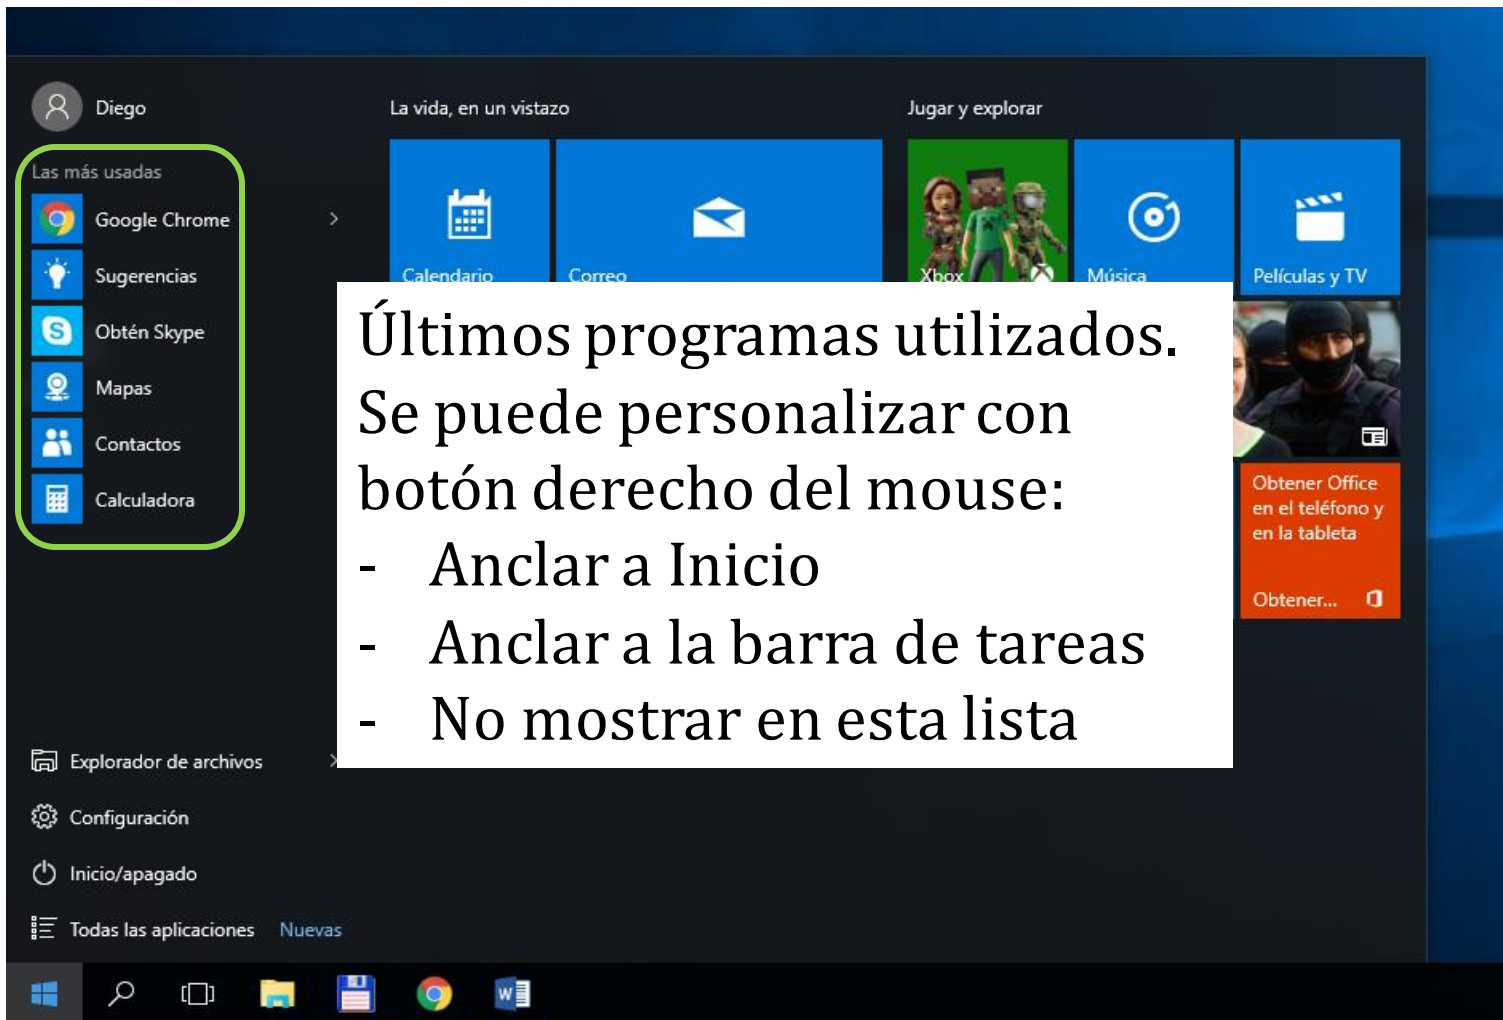 Diego
Las más usadas
Google Chrome
Sugerencias
Obtén Skype
Mapas
Contactos
Calculadora
Explorador de archivos
Configuración
Inicio/apagado
Todas las aplicaciones Nuevas
La vida, en un vistazo
Calendario
Correo
Jugar y explorar
Xbox
Música
Películas y TV
Obtener Office
en el teléfono y
en la tableta
Obtener...
Últimos programas utilizados.
Se puede personalizar con
botón derecho del mouse:
- Anclar a Inicio
- Anclar a la barra de tareas
- No mostrar en esta lista